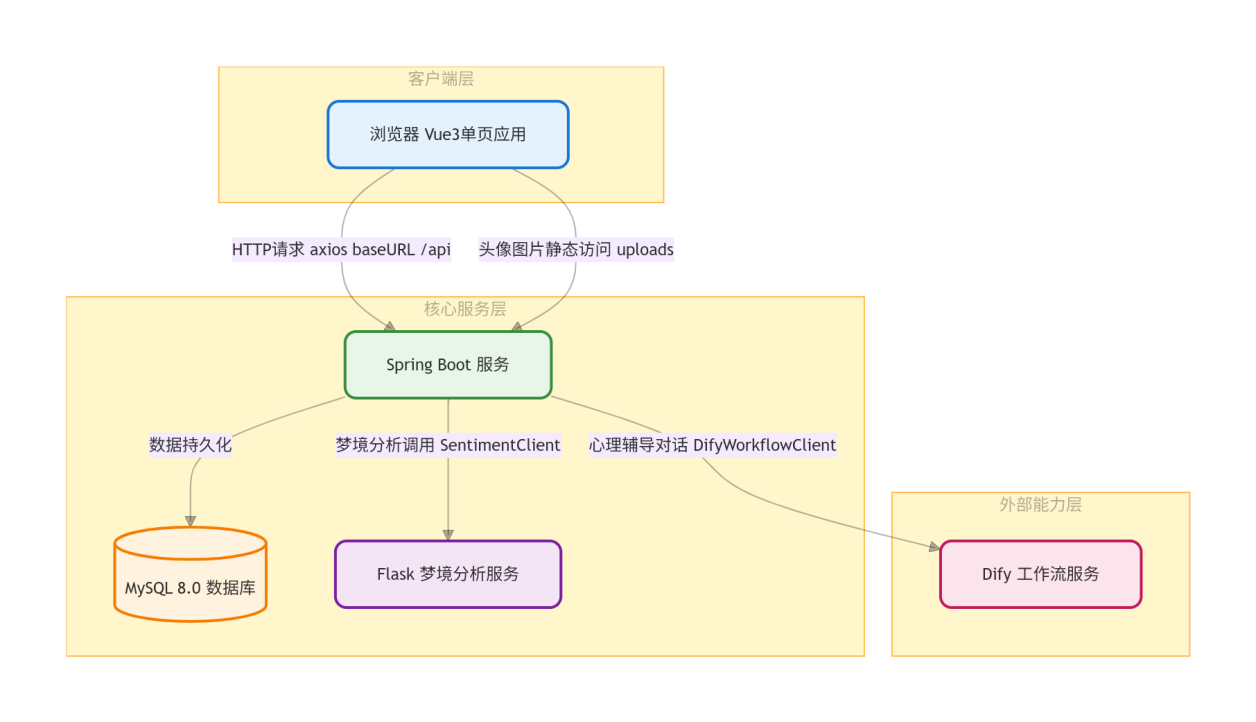 客户端层
浏览器 Vue3单页应用
HTTP请求 axios baseURL /api
头像图片静态访问 uploads
核心服务层
Spring Boot 服务
数据持久化
梦境分析调用 SentimentClient
心理辅导对话 DifyWorkflowClient
外部能力层
MySQL 8.0 数据库
Flask 梦境分析服务
Dify 工作流服务